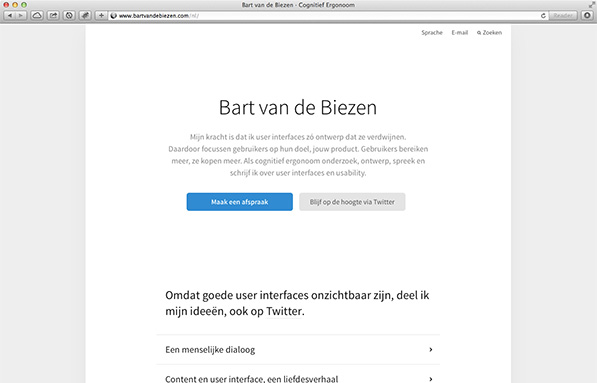 Bart van de Biezen - Cognitief Ergonoom
www.bartvandebiezen.com/nl/
Reader
Sprache E-mail Zoeken
Bart van de Biezen
Mijn kracht is dat ik user interfaces zó ontwerp dat ze verdwijnen.
Daardoor focussen gebruikers op hun doel, jouw product. Gebruikers bereiken
meer, ze kopen meer. Als cognitief ergonoom onderzoek, ontwerp, spreek en
schrijf ik over user interfaces en usability.
Maak een afspraak Blijf op de hoogte via Twitter
Omdat goede user interfaces onzichtbaar zijn, deel ik
mijn ideeën, ook op Twitter.
Een menselijke dialoog
Content en user interface, een liefdesverhaal